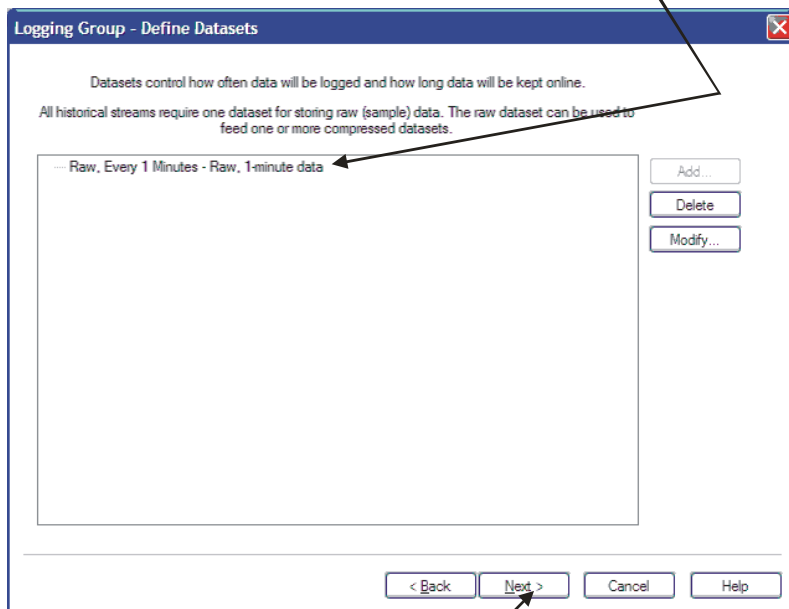 Logging Group - Define Datasets
Datasets control how often data will be logged and how long data will be kept online.
All historical streams require one dataset for storing raw (sample) data. The raw dataset can be used to
feed one or more compressed datasets.
Raw, Every 1 Minutes - Raw, 1-minute data
Add...
Delete
Modify...
< Back
Next >
Cancel
Help